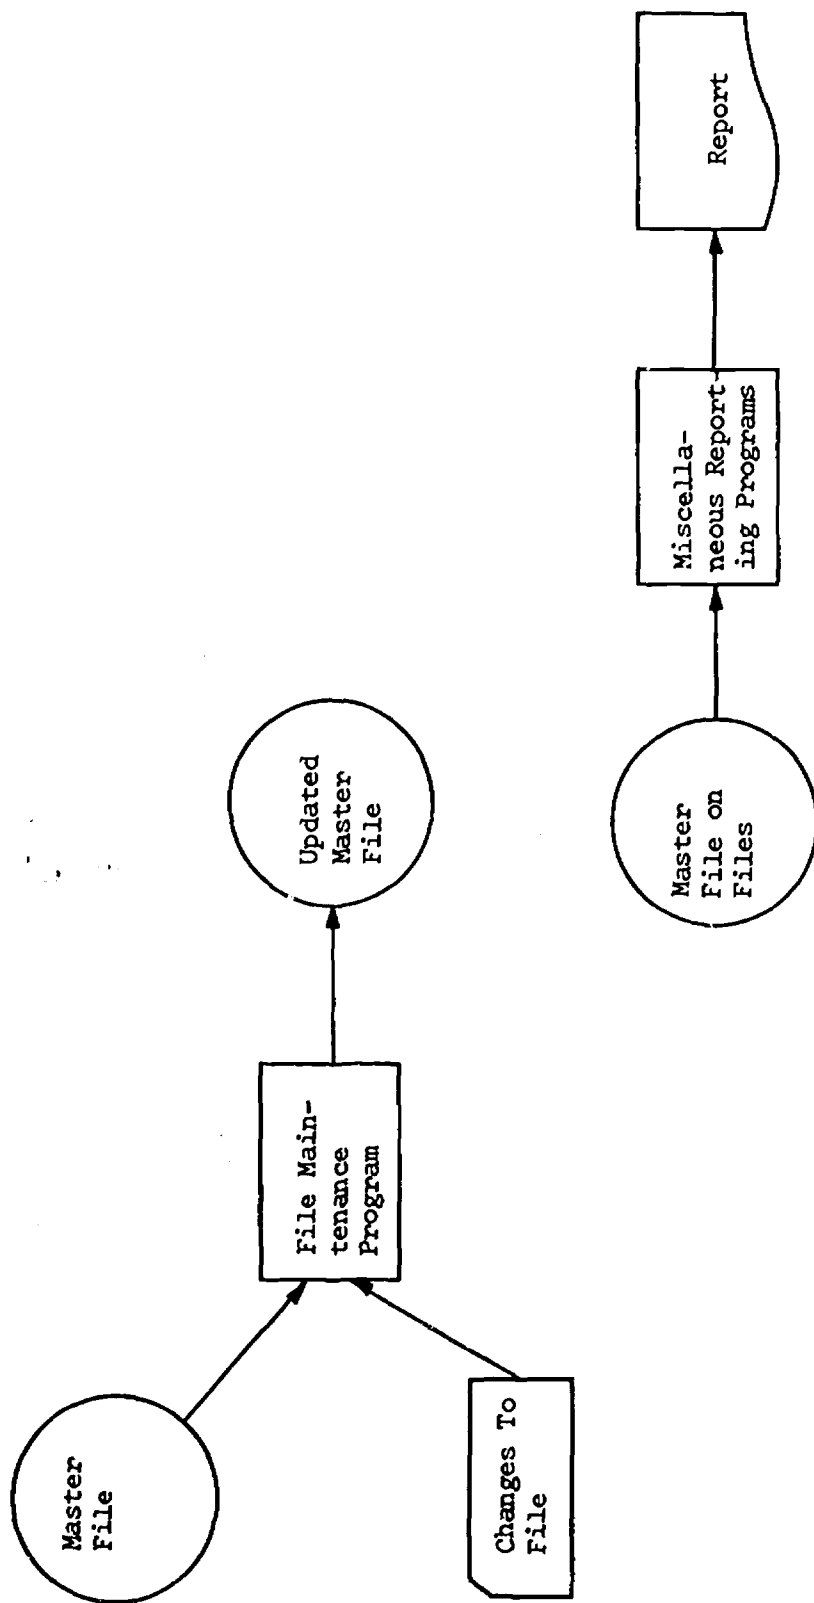 Master
File
Changes To
File
File Main-
tenance
Program
Updated
Master
File
Master
File on
Files
Miscella-
neous Report-
ing Programs
Report